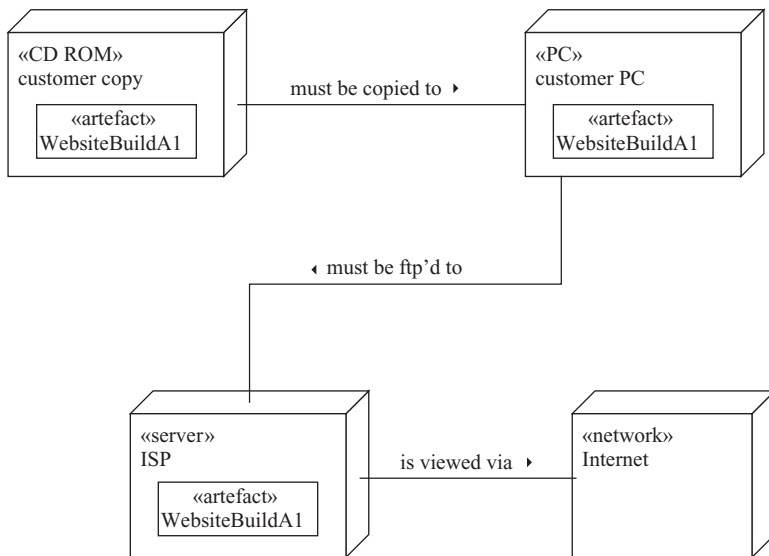 «CD ROM»
customer copy
«artefact»
WebsiteBuildA1
must be copied to ▸
«PC»
customer PC
«artefact»
WebsiteBuildA1
◂ must be ftp’d to
«server»
ISP
«artefact»
WebsiteBuildA1
is viewed via ▸
«network»
Internet